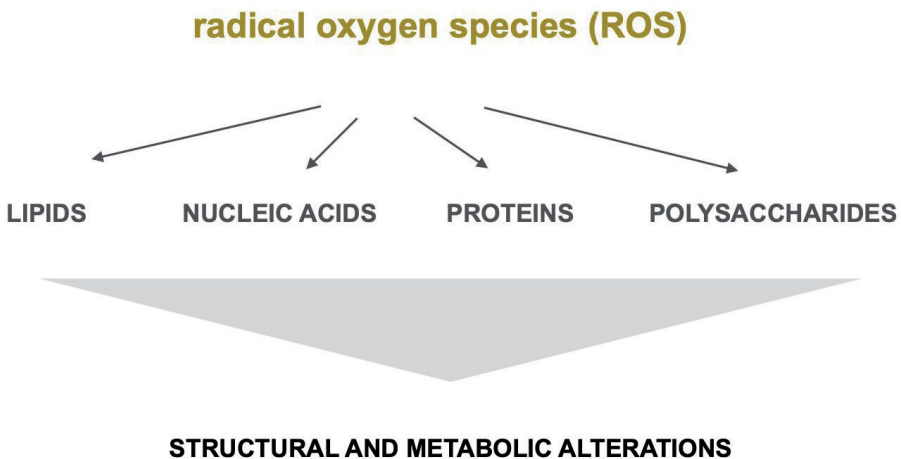 radical oxygen species (ROS)
LIPIDS NUCLEIC ACIDS PROTEINS POLYSACCHARIDES
STRUCTURAL AND METABOLIC ALTERATIONS